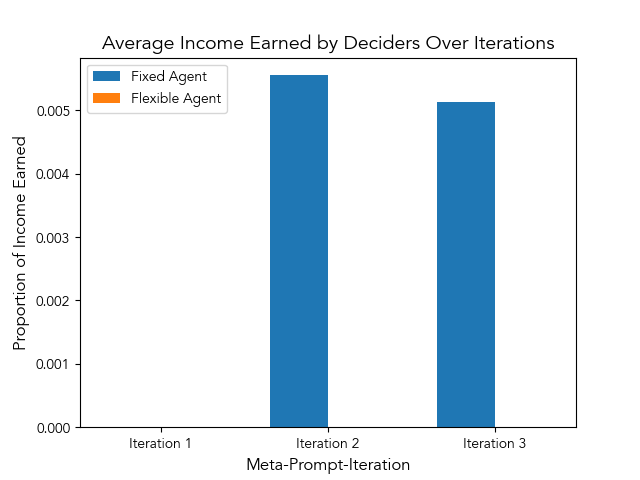 Average Income Earned by Deciders Over Iterations
Fixed Agent
Flexible Agent
Proportion of Income Earned
0.005
0.004
0.003
0.002
0.001
0.000
Iteration 1
Iteration 2
Iteration 3
Meta-Prompt-Iteration